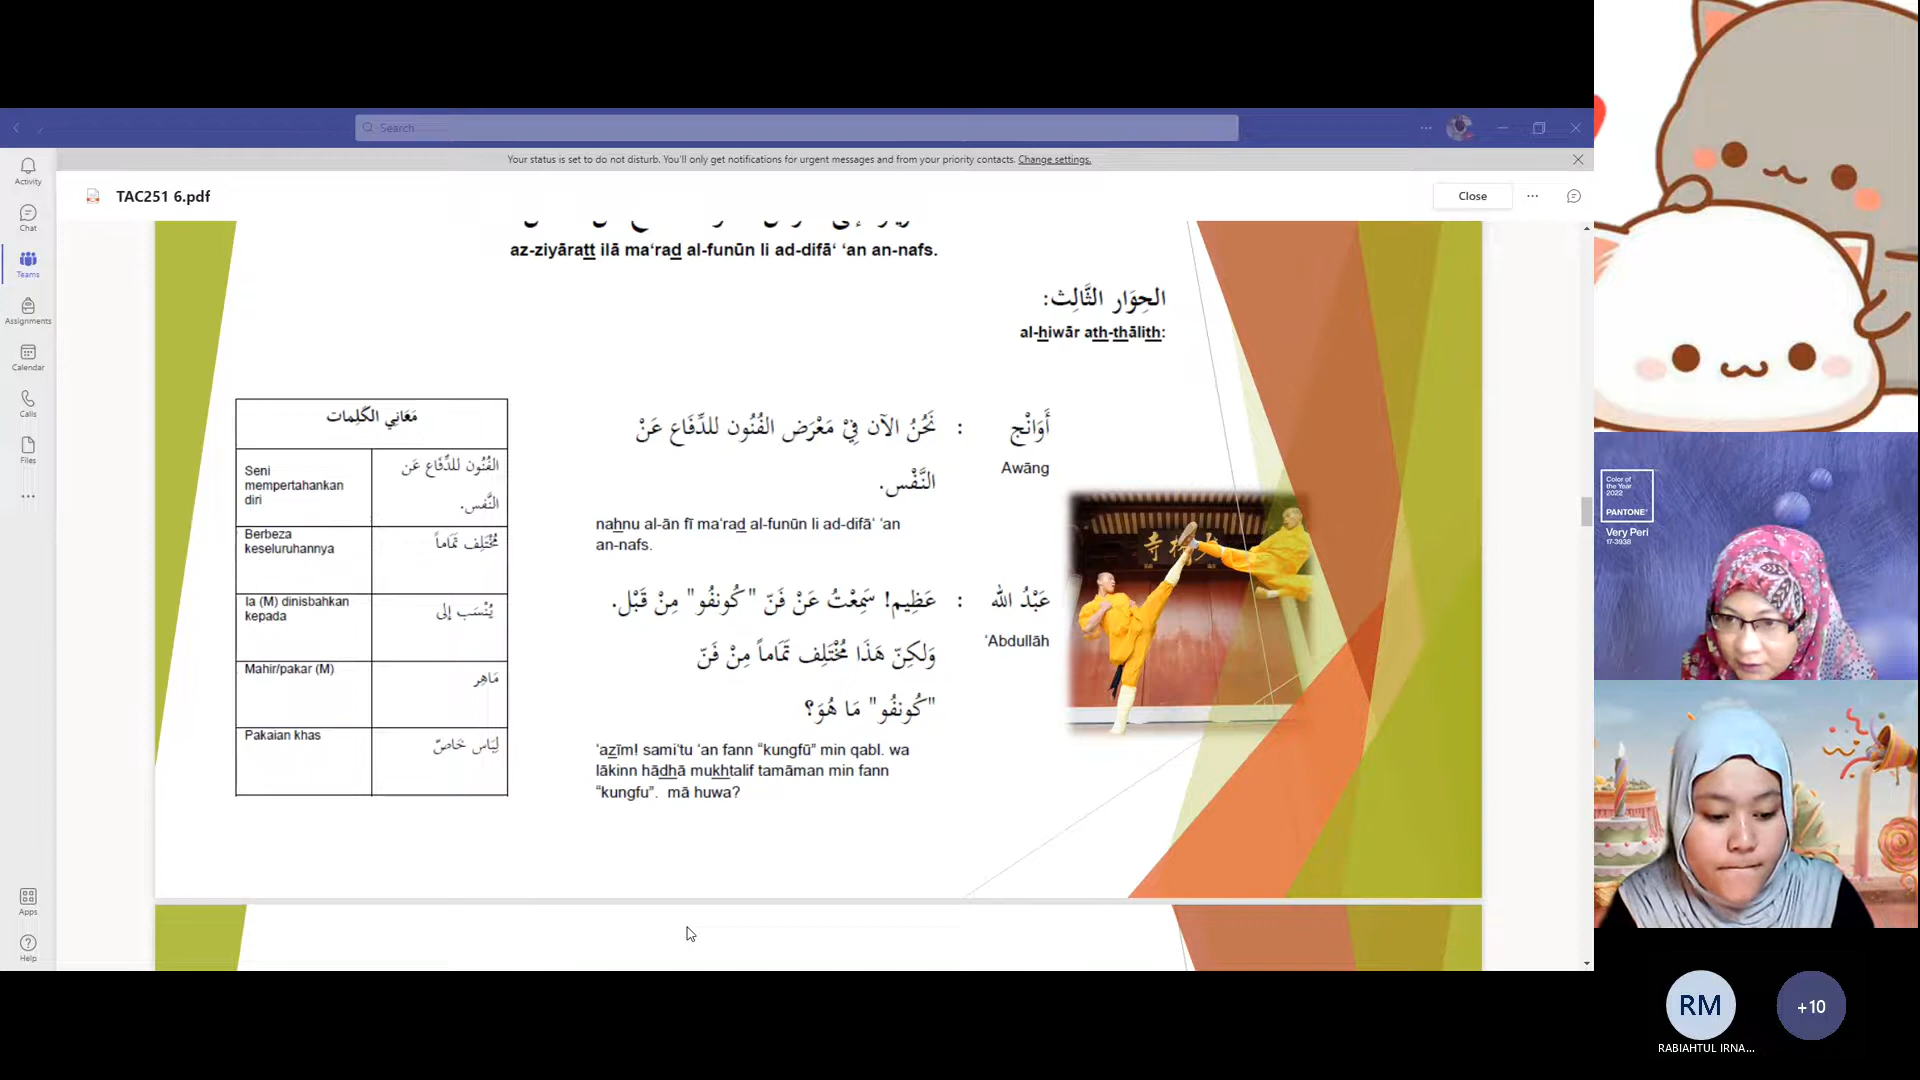 Search
Your status is set to do not disturb. You'll only get notifications for urgent messages and from your priority contacts. Change settings.
Activity
Chat
Teams
Assignments
Calendar
Calls
Files
Apps
Help
TAC251 6.pdf
Close
az-ziyāratt ilā ma‘rad al-funūn li ad-difā‘ ‘an an-nafs.
الحِوَار الثَّالِث:
al-hiwār ath-thālith:
مَعَانِي الكَلِمات
Seni mempertahankan diri
الفُنُون للدِّفَاع عَن النَّفس.
Berbeza keseluruhannya
مُخْتَلِف تَمَاماً
Ia (M) dinisbahkan kepada
يُنْسَب إلى
Mahir/pakar (M)
مَاهِر
Pakaian khas
لِبَاس خَاصّ
أَوَانْج : نَحْنُ الآن فِيْ مَعْرَض الفُنُون للدِّفَاع عَنْ
Awāng
النَّفْس.
nahnu al-ān fī ma‘rad al-funūn li ad-difā‘ ‘an
an-nafs.
عَبْدُ الله : عَظِيم! سَمِعْتُ عَنْ فَنّ "كُونفُو" مِنْ قَبْل.
‘Abdullāh
وَلكِنّ هَذَا مُخْتَلِف تَمَاماً مِنْ فَنّ
"كُونفُو" مَا هُوَ؟
‘azīm! sami‘tu ‘an fann “kungfū” min qabl. wa
lākinn hādhā mukhtalif tamāman min fann
“kungfu”. mā huwa?
Color of
the Year
2022
PANTONE
Very Peri
17-3938
RM
RABIAHTUL IRNA...
+10